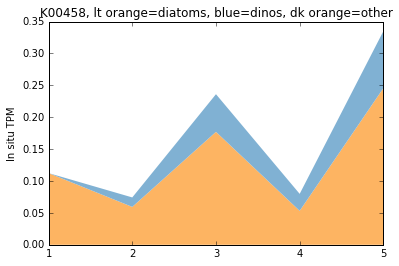 K00458, lt orange=diatoms, blue=dinos, dk orange=other
0.35
0.30
0.25
0.20
0.15
0.10
0.05
0.00
In situ TPM
1 2 3 4 5